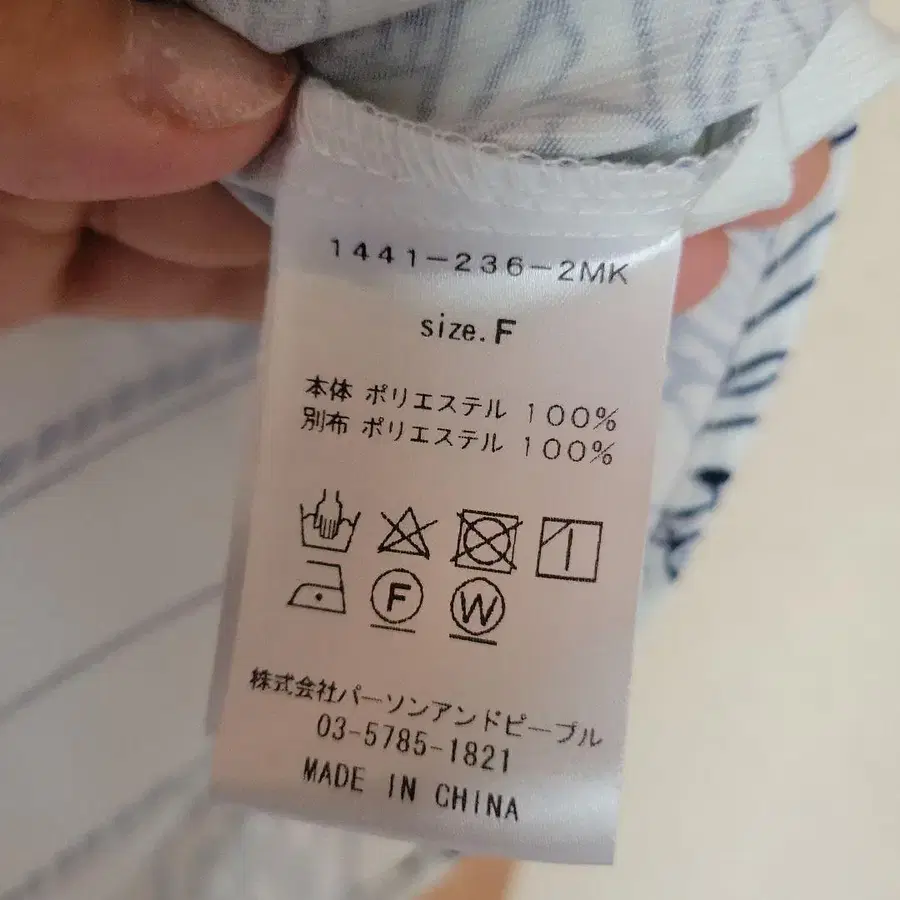 1441-236-2MK
size.F
本体 ポリエステル 100%
別布 ポリエステル 100%
F
W
株式会社パーソンアンドピープル
03-5785-1821
MADE IN CHINA